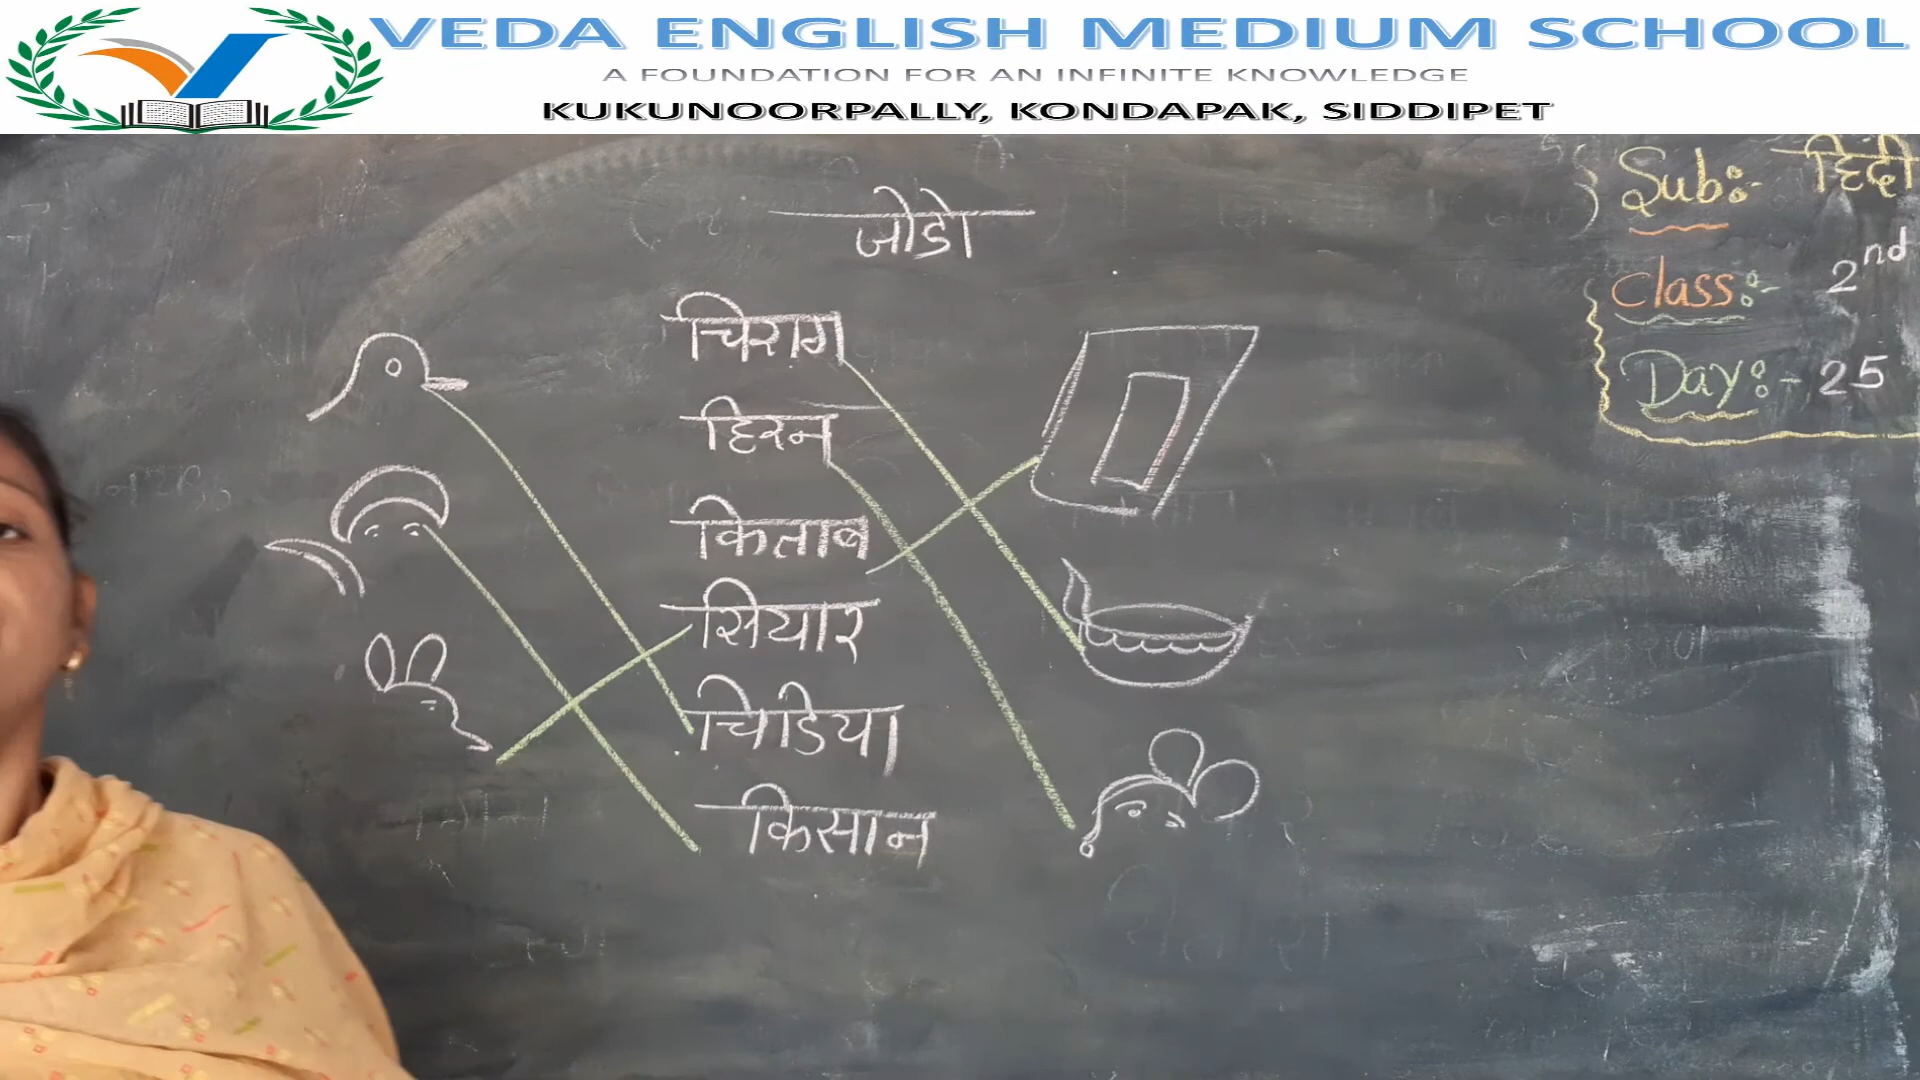 VEDA ENGLISH MEDIUM SCHOOL
A FOUNDATION FOR AN INFINITE KNOWLEDGE
KUKUNOORPALLY, KONDAPAK, SIDDIPET
Sub:- हिंदी
Class:- 2nd
Day:- 25
जोडो
चिराग
हिरन
किताब
सियार
चिडिया
किसान